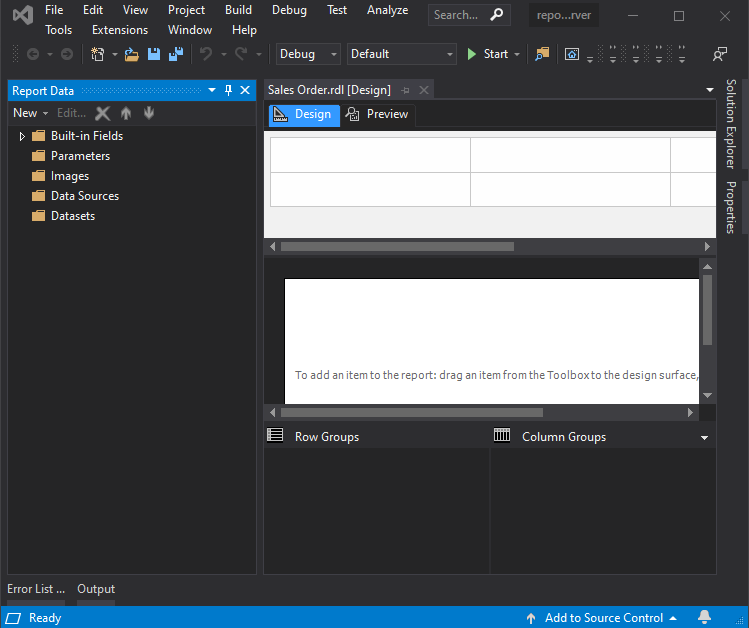 File Edit View Project Build Debug Test Analyze
Tools Extensions Window Help
Search...
repo...rver
Debug Default Start
Report Data
New Edit...
Built-in Fields
Parameters
Images
Data Sources
Datasets
Sales Order.rdl [Design]
Design Preview
To add an item to the report: drag an item from the Toolbox to the design surface,
Row Groups Column Groups
Solution Explorer
Properties
Error List ... Output
Ready Add to Source Control